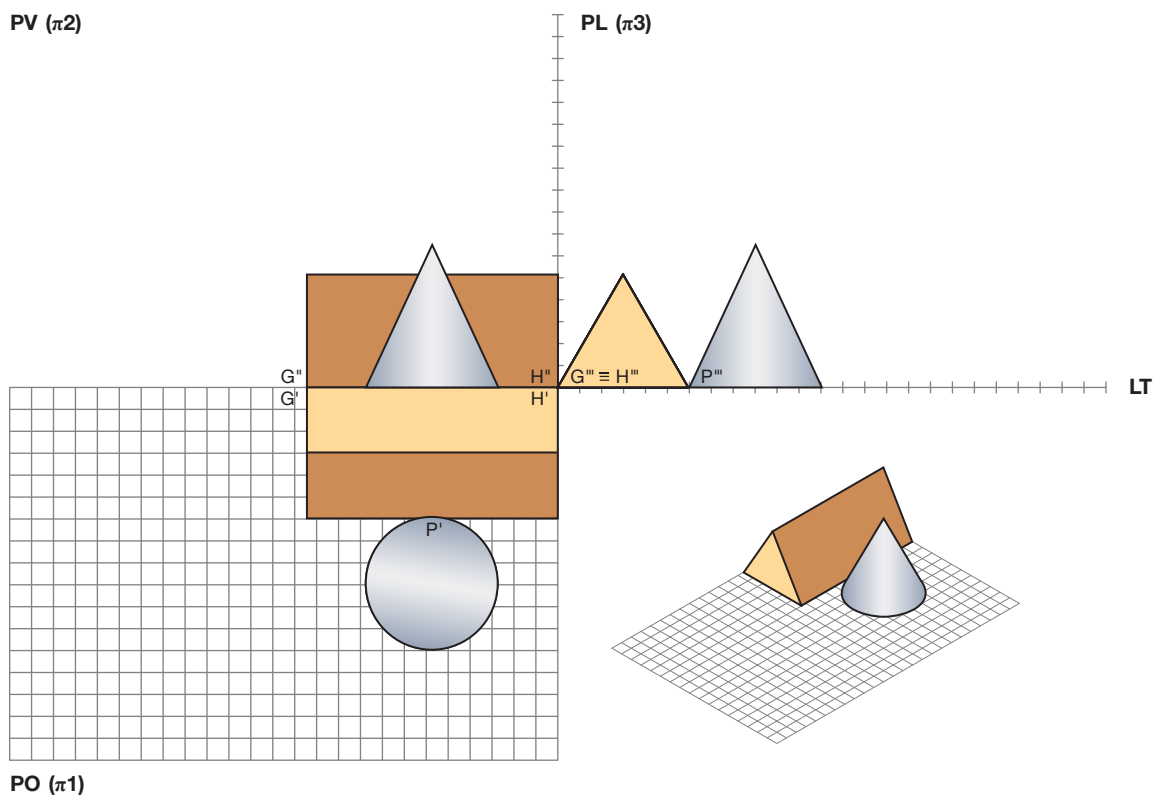 PV (π2)
PL (π3)
G" H" G''' ≡ H''' P'''
LT
G' H'
P'
PO (π1)